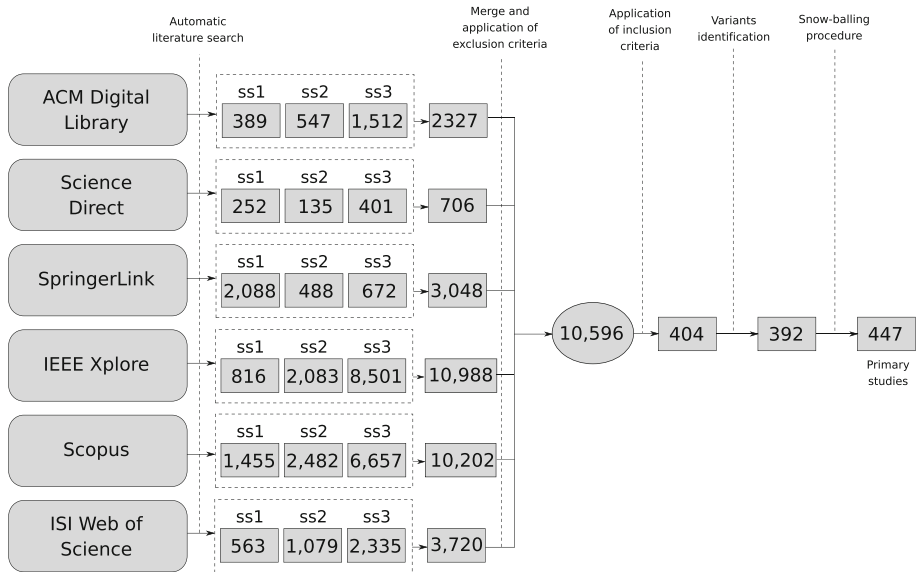 Automatic
literature search
Merge and
application of
exclusion criteria
Application
of inclusion
criteria
Variants
identification
Snow-balling
procedure
ACM Digital
Library
ss1 ss2 ss3
389 547 1,512 2327
Science
Direct
ss1 ss2 ss3
252 135 401 706
SpringerLink
ss1 ss2 ss3
2,088 488 672 3,048
10,596 404 392 447
Primary
studies
IEEE Xplore
ss1 ss2 ss3
816 2,083 8,501 10,988
Scopus
ss1 ss2 ss3
1,455 2,482 6,657 10,202
ISI Web of
Science
ss1 ss2 ss3
563 1,079 2,335 3,720